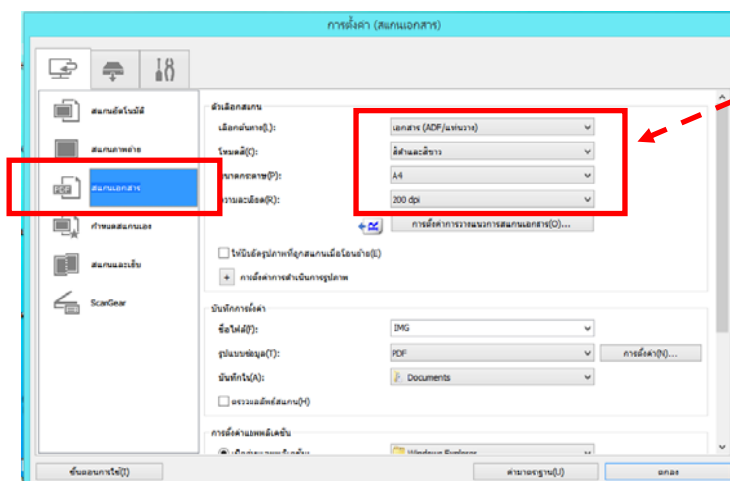 การตั้งค่า (สแกนเอกสาร)
สแกนอัตโนมัติ
สแกนภาพถ่าย
PDF
สแกนเอกสาร
กำหนดสแกนเอง
สแกนและเย็บ
ScanGear
ตัวเลือกสแกน
เลือกต้นทาง(L): เอกสาร (ADF/แท่นวาง)
โหมดสี(C): สีดำและสีขาว
ขนาดกระดาษ(P): A4
ความละเอียด(R): 200 dpi
การตั้งค่าการวางแนวการสแกนเอกสาร(O)...
ให้บีบอัดรูปภาพที่ถูกสแกนเมื่อโอนย้าย(E)
+ การตั้งค่าการดำเนินการรูปภาพ
บันทึกการตั้งค่า
ชื่อไฟล์(F): IMG
รูปแบบข้อมูล(T): PDF การตั้งค่า(N)...
บันทึกใน(A): Documents
ตรวจผลลัพธ์สแกน(H)
การตั้งค่าแอพพลิเคชัน
Windows Explorer
ขั้นตอนการใช้(I) ค่ามาตรฐาน(U) ตกลง